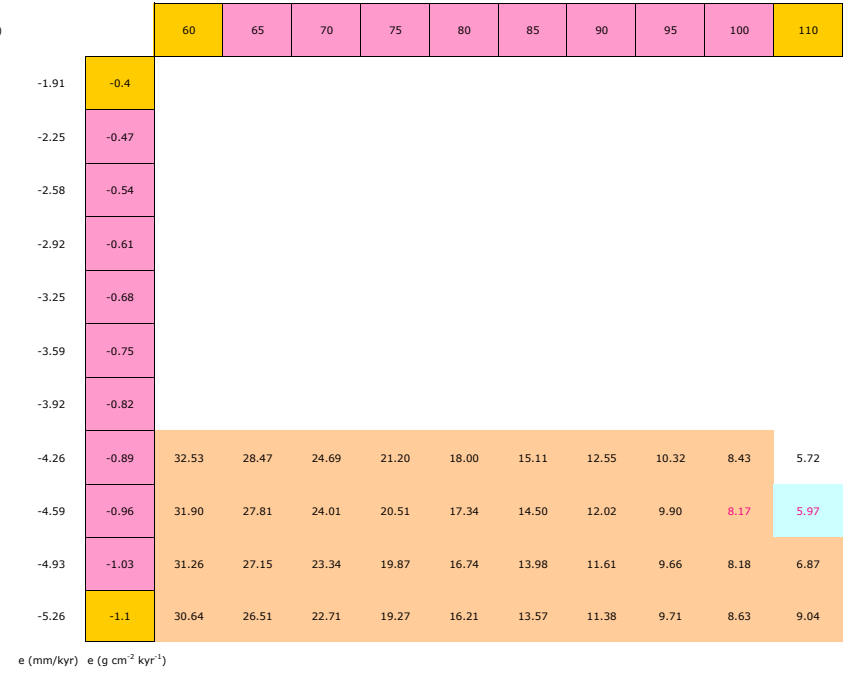 ) 60 65 70 75 80 85 90 95 100 110
-1.91 -0.4
-2.25 -0.47
-2.58 -0.54
-2.92 -0.61
-3.25 -0.68
-3.59 -0.75
-3.92 -0.82
-4.26 -0.89 32.53 28.47 24.69 21.20 18.00 15.11 12.55 10.32 8.43 5.72
-4.59 -0.96 31.90 27.81 24.01 20.51 17.34 14.50 12.02 9.90 8.17 5.97
-4.93 -1.03 31.26 27.15 23.34 19.87 16.74 13.98 11.61 9.66 8.18 6.87
-5.26 -1.1 30.64 26.51 22.71 19.27 16.21 13.57 11.38 9.71 8.63 9.04
e (mm/kyr) e (g cm⁻² kyr⁻¹)